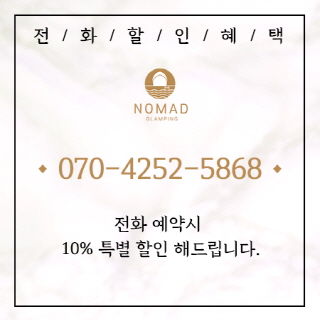 전 / 화 / 할 / 인 / 혜 / 택
NOMAD
GLAMPING
070-4252-5868
전화 예약시
10% 특별 할인 해드립니다.